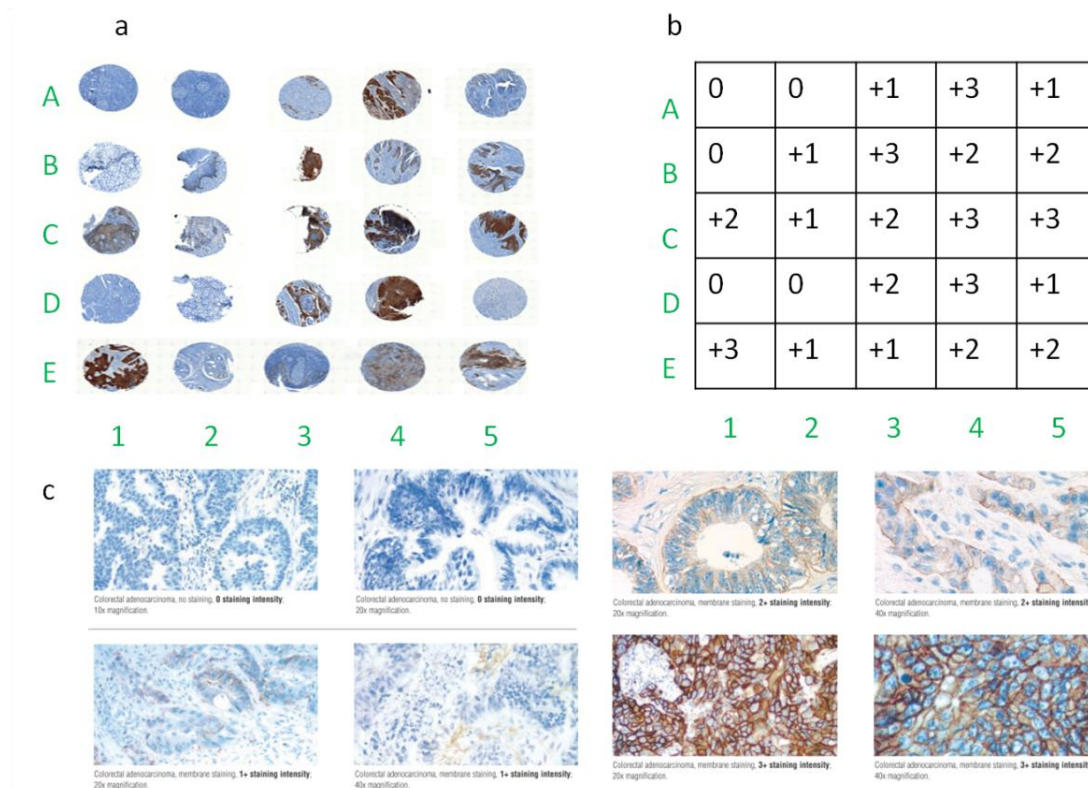 a
b
A
B
C
D
E
1 2 3 4 5
A 0 0 +1 +3 +1
B 0 +1 +3 +2 +2
C +2 +1 +2 +3 +3
D 0 0 +2 +3 +1
E +3 +1 +1 +2 +2
1 2 3 4 5
c
Colorectal adenocarcinoma, no staining, 0 staining intensity;
10x magnification.
Colorectal adenocarcinoma, no staining, 0 staining intensity;
20x magnification.
Colorectal adenocarcinoma, membrane staining, 2+ staining intensity;
20x magnification.
Colorectal adenocarcinoma, membrane staining, 2+ staining intensit
40x magnification.
Colorectal adenocarcinoma, membrane staining, 1+ staining intensity;
20x magnification.
Colorectal adenocarcinoma, membrane staining, 1+ staining intensity;
40x magnification.
Colorectal adenocarcinoma, membrane staining, 3+ staining intensity;
20x magnification.
Colorectal adenocarcinoma, membrane staining, 3+ staining intensit
40x magnification.